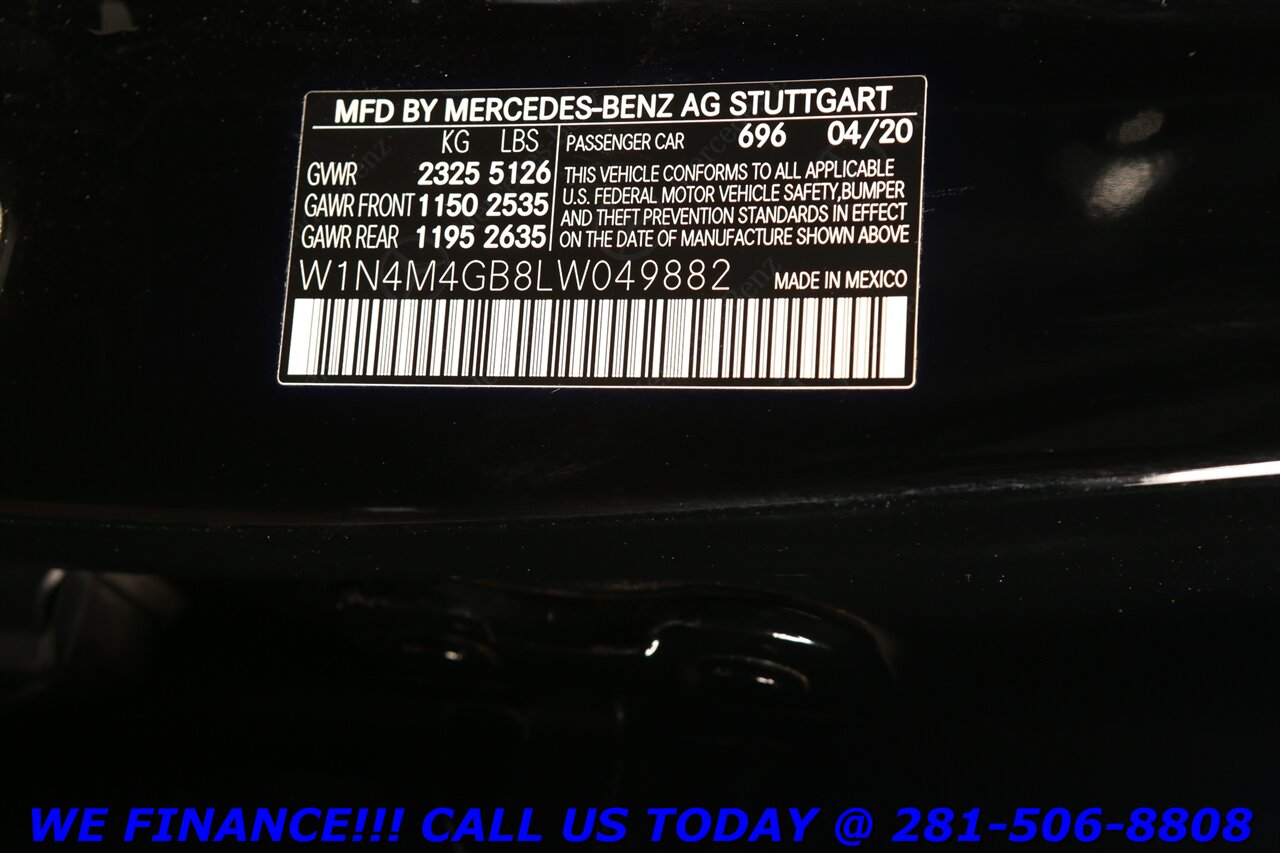 MFD BY MERCEDES-BENZ AG STUTTGART
KG LBS
GVWR 2325 5126
GAWR FRONT 1150 2535
GAWR REAR 1195 2635
PASSENGER CAR 696 04/20
THIS VEHICLE CONFORMS TO ALL APPLICABLE
U.S. FEDERAL MOTOR VEHICLE SAFETY,BUMPER
AND THEFT PREVENTION STANDARDS IN EFFECT
ON THE DATE OF MANUFACTURE SHOWN ABOVE
W1N4M4GB8LW049882 MADE IN MEXICO
WE FINANCE!!! CALL US TODAY @ 281-506-8808